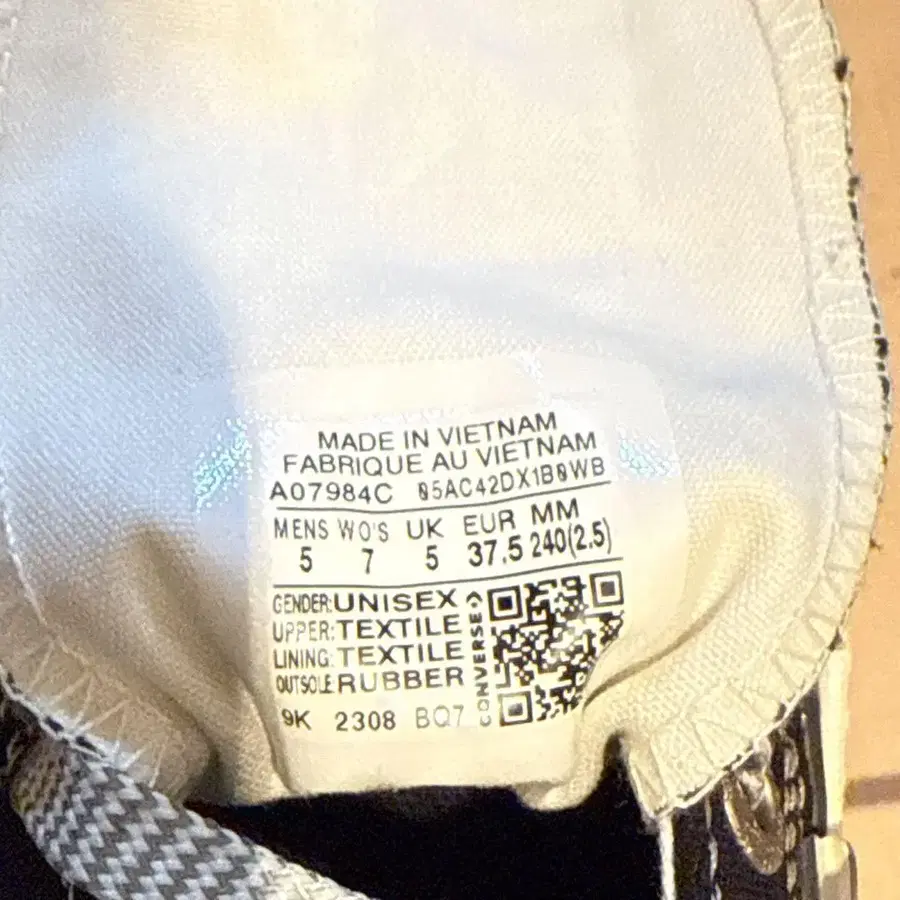 MADE IN VIETNAM
FABRIQUE AU VIETNAM
A07984C 05AC42DX1B0WB
MENS WO'S UK EUR MM
5 7 5 37,5 240(2.5)
GENDER:UNISEX
UPPER:TEXTILE
LINING:TEXTILE
OUTSOLE:RUBBER
CONVERSE
9K 2308 BQ7